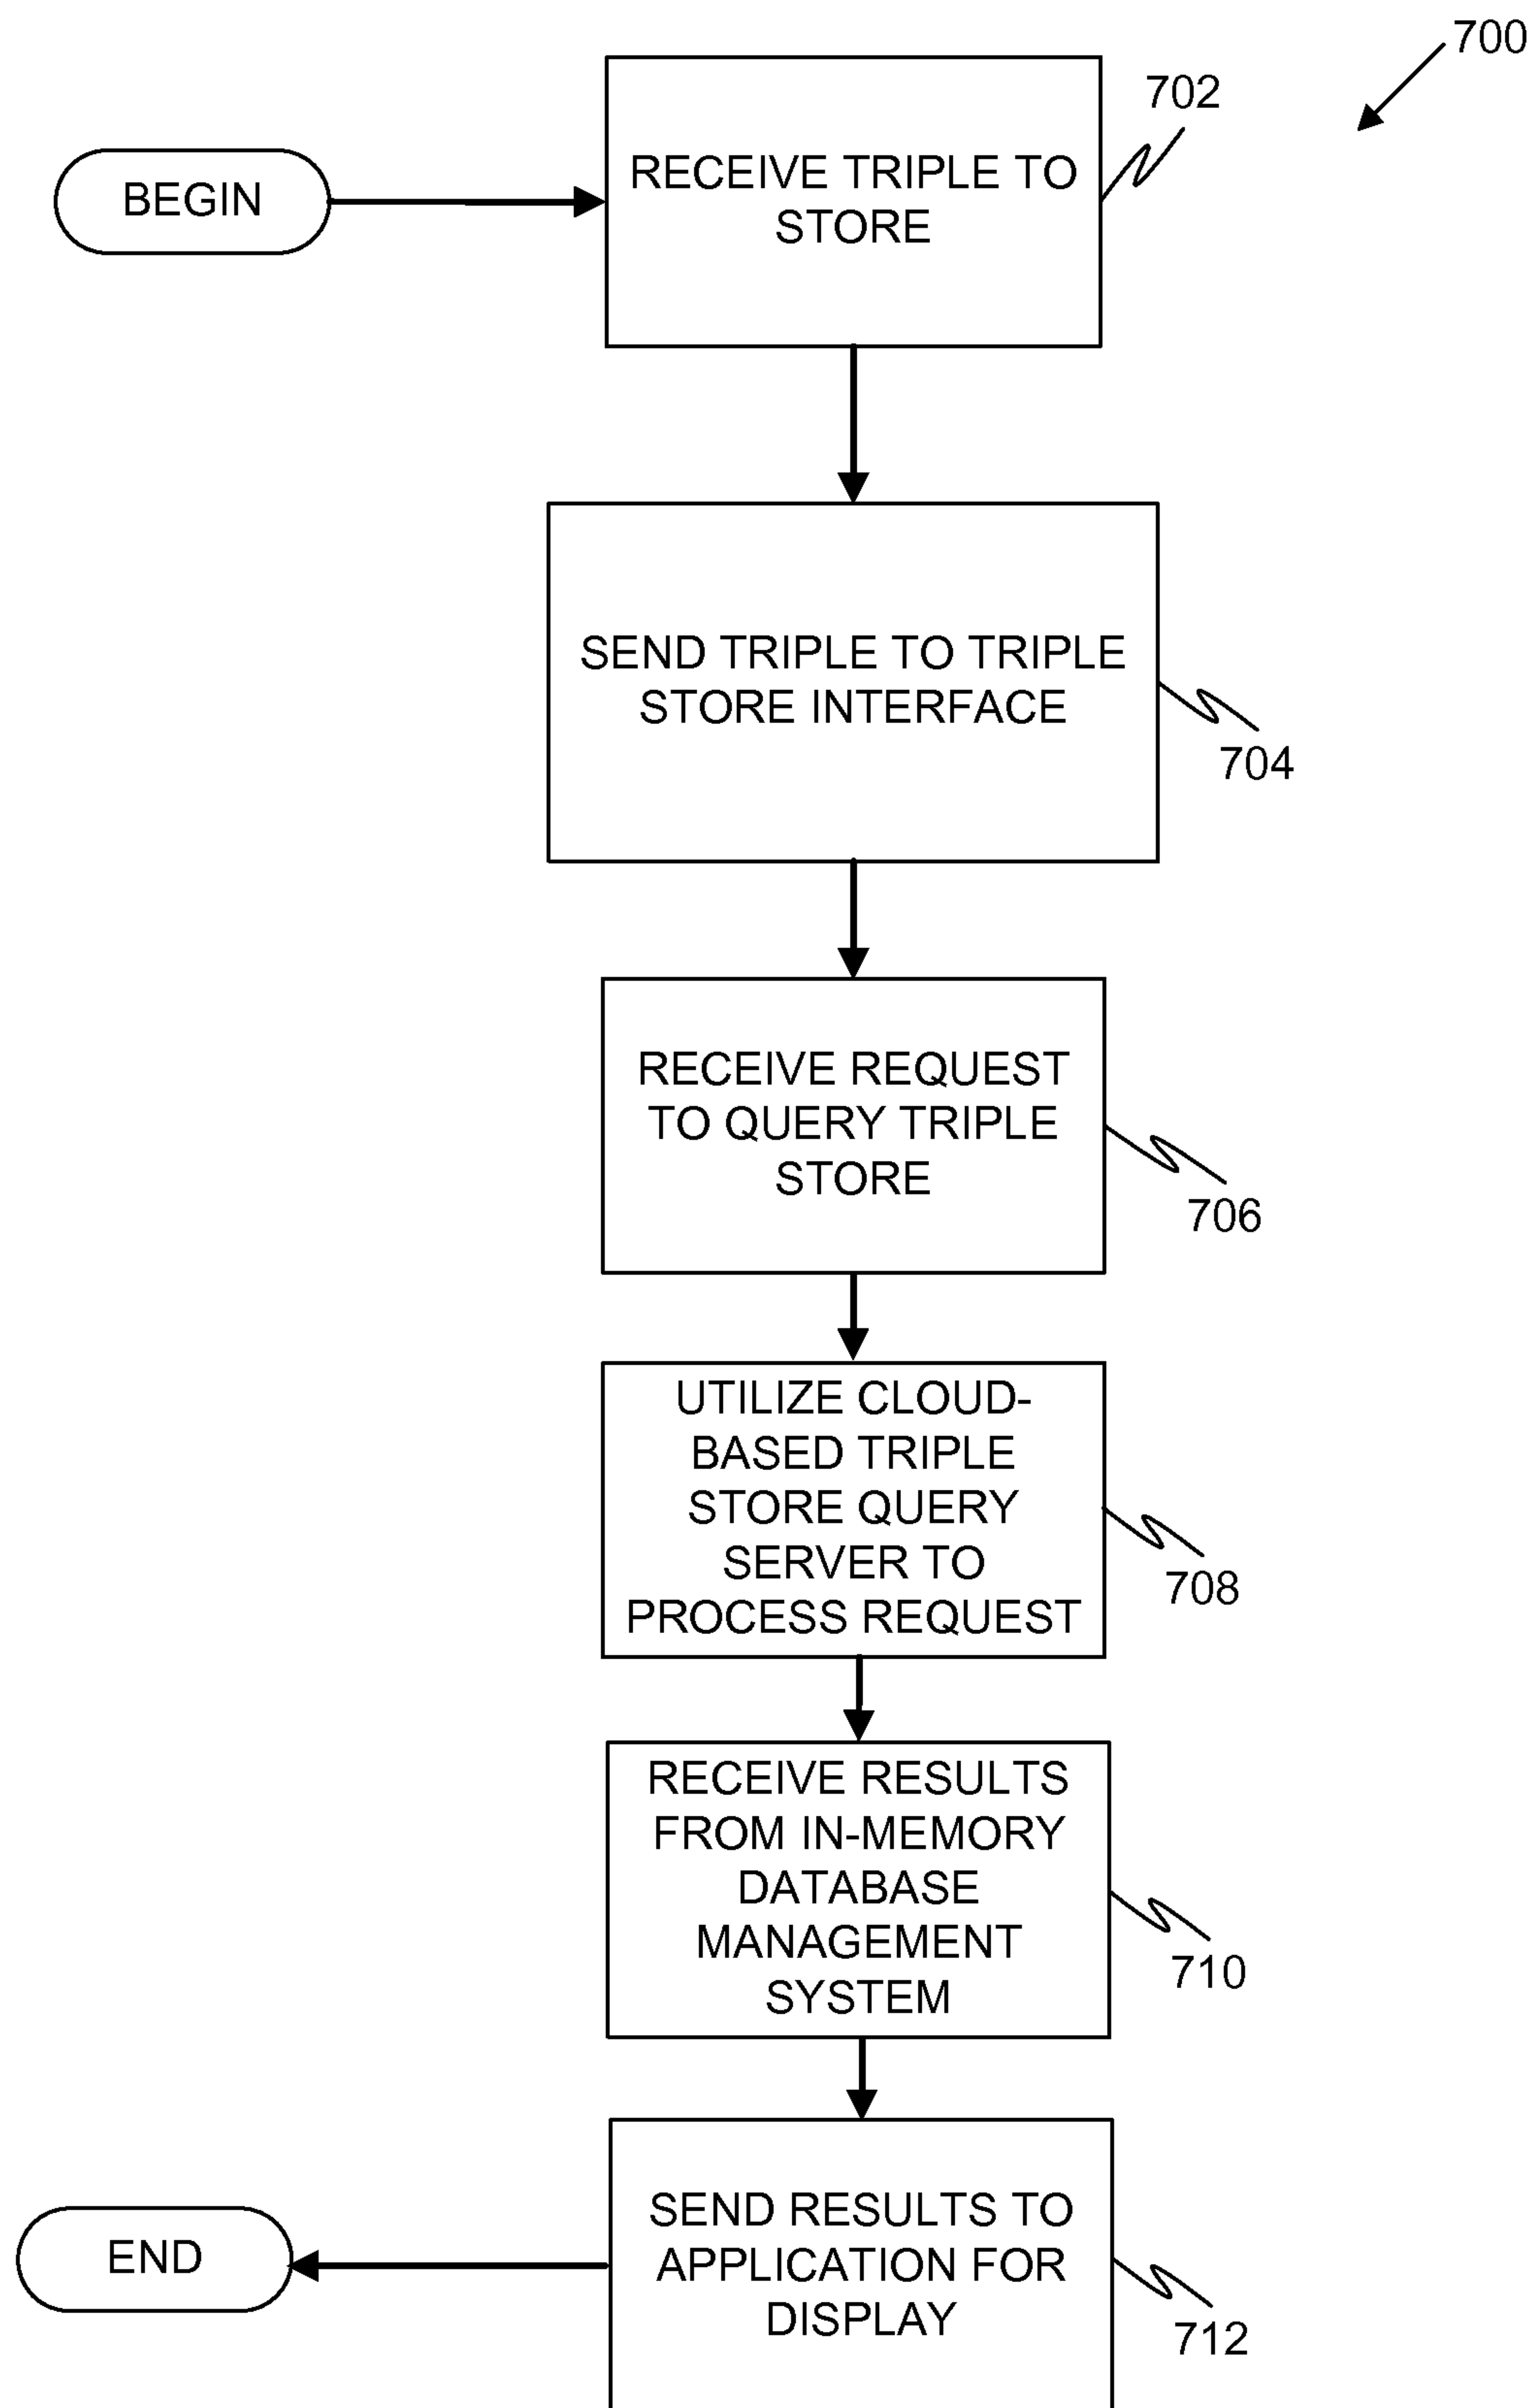 700
702
BEGIN
RECEIVE TRIPLE TO
STORE
SEND TRIPLE TO TRIPLE
STORE INTERFACE
704
RECEIVE REQUEST
TO QUERY TRIPLE
STORE
706
UTILIZE CLOUD-
BASED TRIPLE
STORE QUERY
SERVER TO
PROCESS REQUEST
708
RECEIVE RESULTS
FROM IN-MEMORY
DATABASE
MANAGEMENT
SYSTEM
710
SEND RESULTS TO
APPLICATION FOR
DISPLAY
END
712